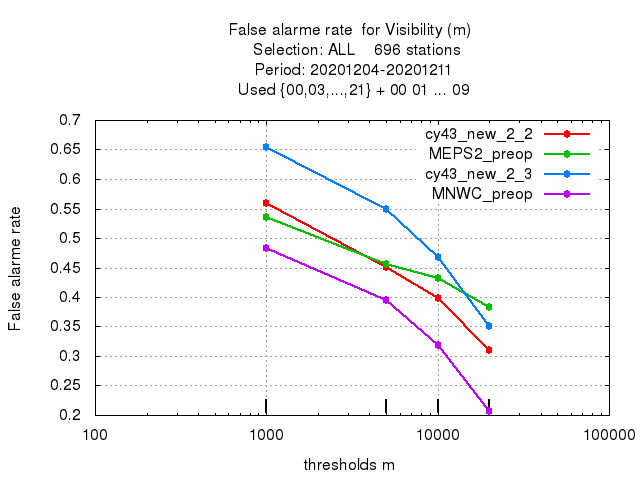 False alarme rate  for Visibility (m)
Selection: ALL    696 stations
Period: 20201204-20201211
Used {00,03,...,21} + 00 01 ... 09
0.7
cy43_new_2_2
0.65
MEPS2_preop
cy43_new_2_3
0.6
MNWC_preop
0.55
0.5
0.45
0.4
0.35
0.3
0.25
0.2
False alarme rate
100 1000 10000 100000
thresholds m